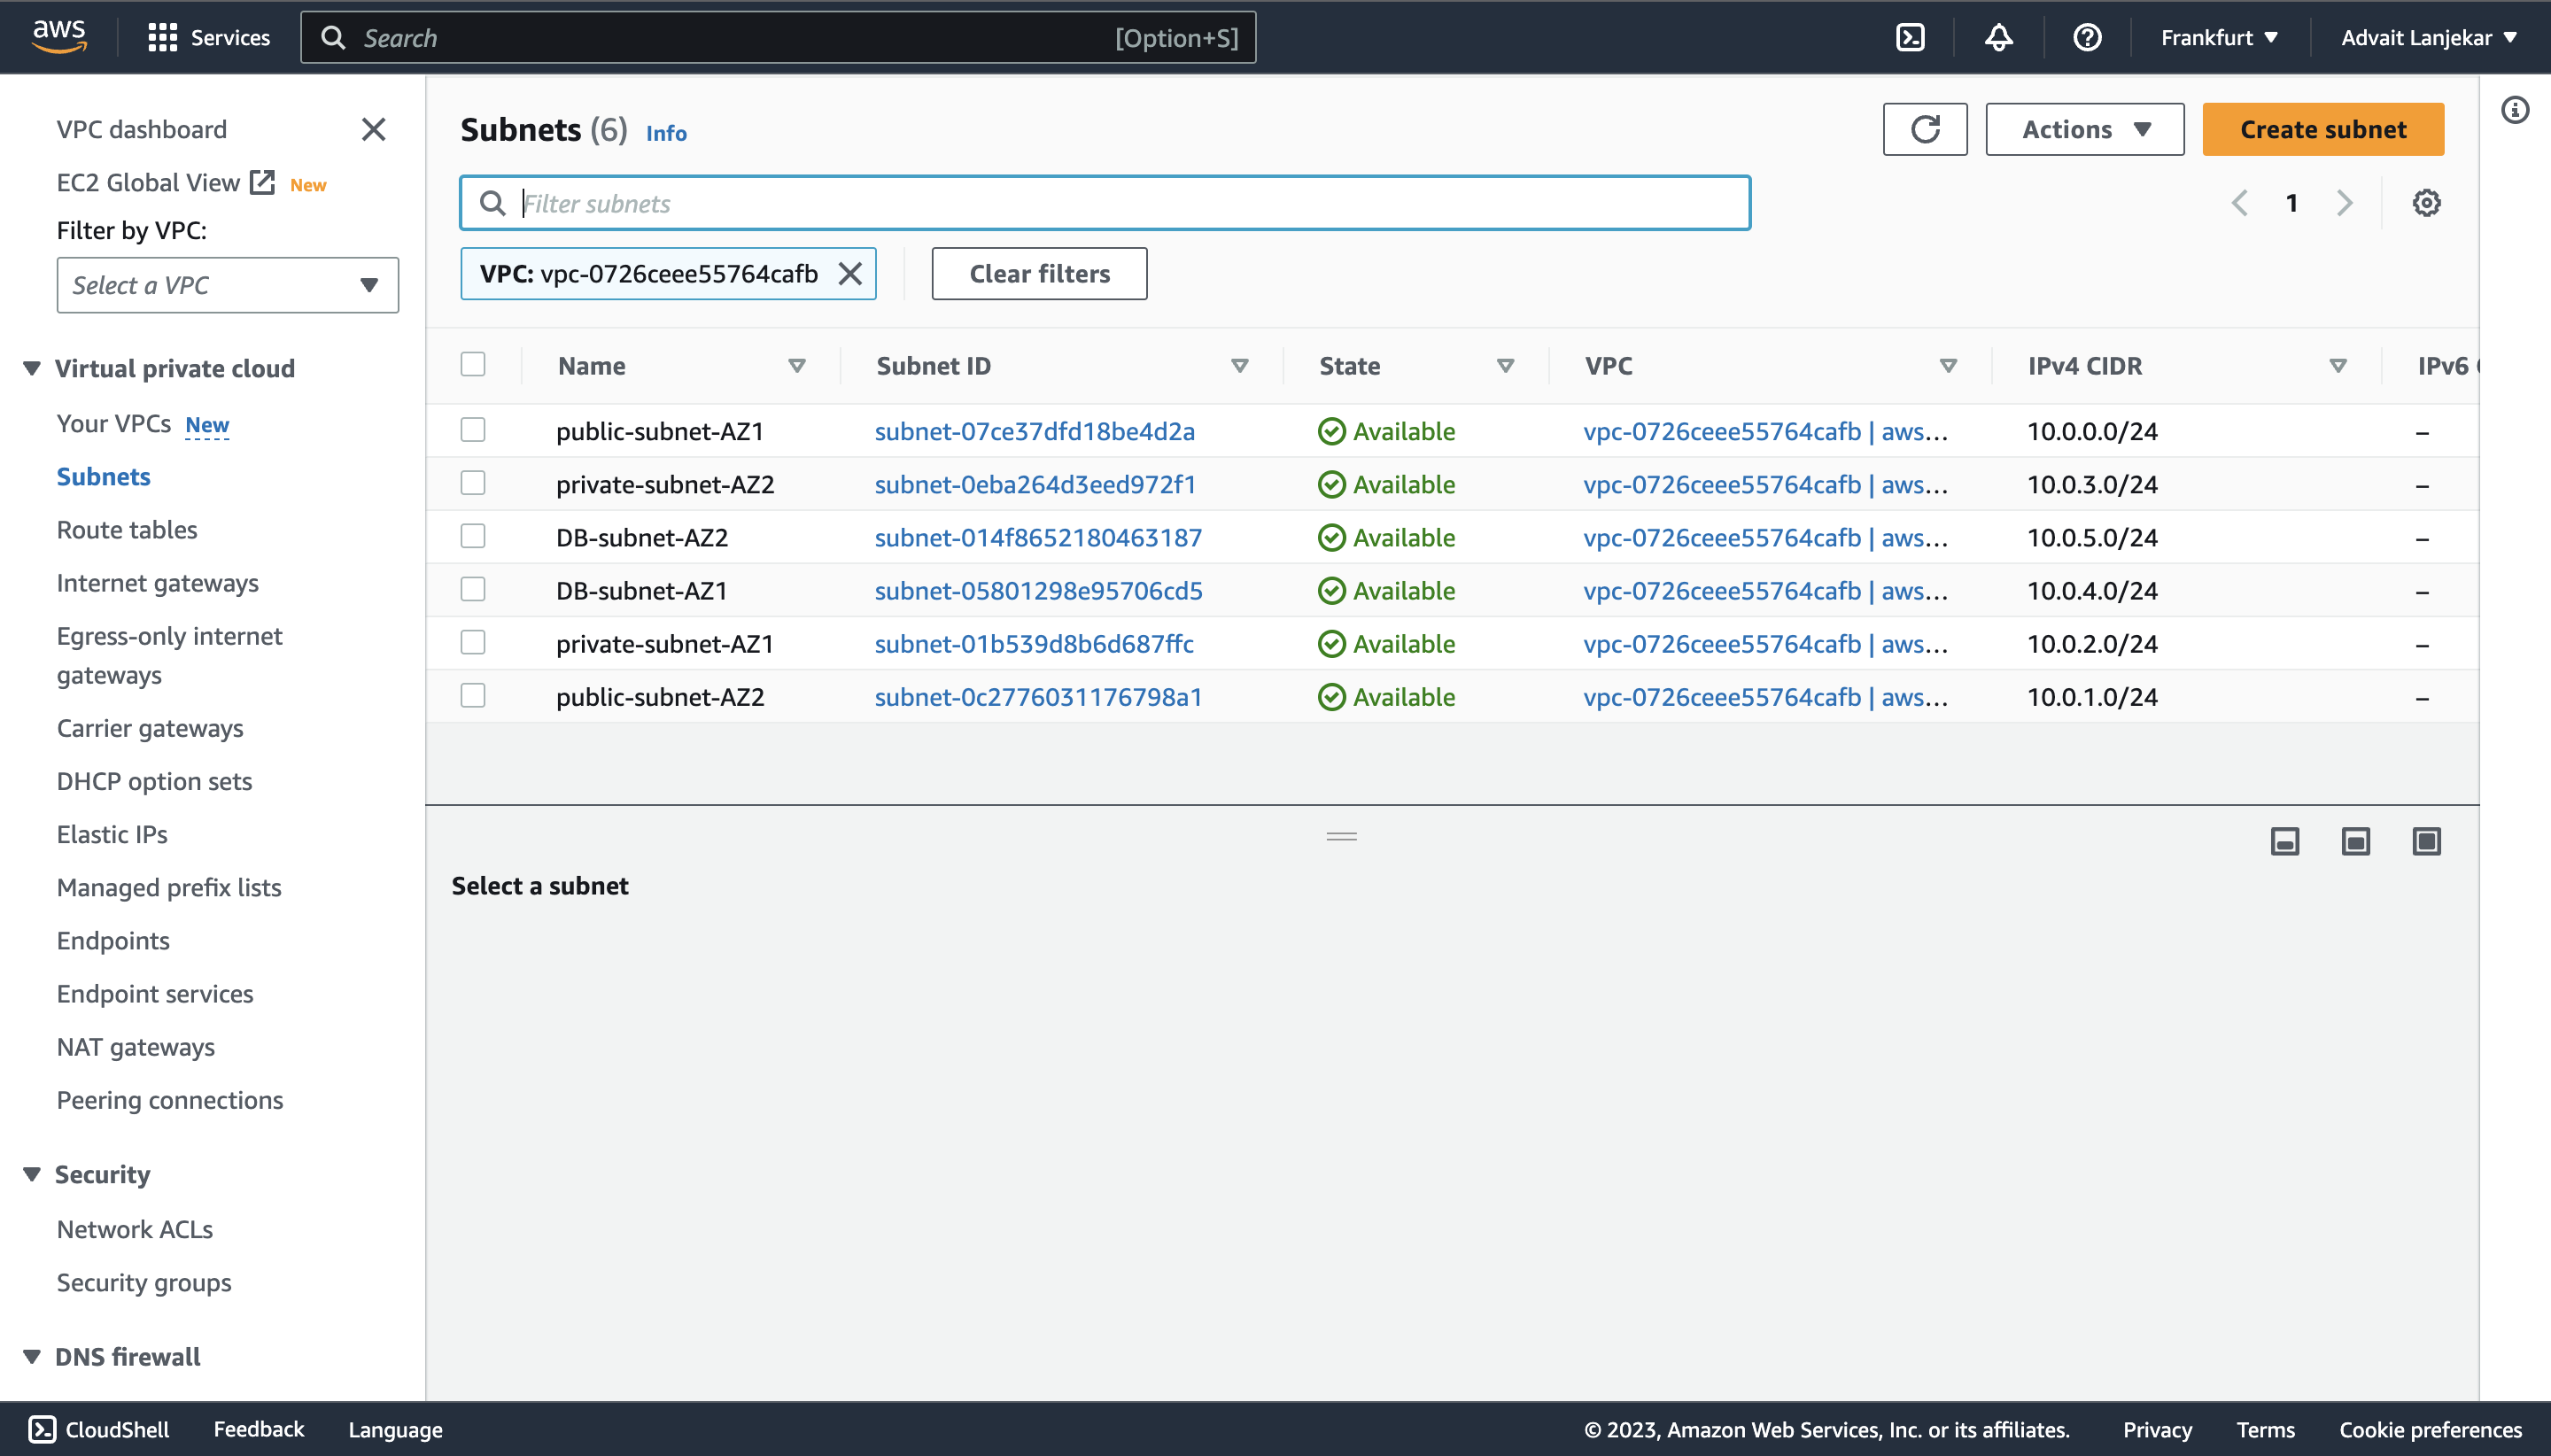 aws Services Search [Option+S] Frankfurt Advait Lanjekar
VPC dashboard
EC2 Global View New
Filter by VPC:
Select a VPC
Virtual private cloud
Your VPCs New
Subnets
Route tables
Internet gateways
Egress-only internet
gateways
Carrier gateways
DHCP option sets
Elastic IPs
Managed prefix lists
Endpoints
Endpoint services
NAT gateways
Peering connections
Security
Network ACLs
Security groups
DNS firewall
Subnets (6) Info
Actions
Create subnet
Filter subnets
1
VPC: vpc-0726ceee55764cafb
Clear filters
Name Subnet ID State VPC IPv4 CIDR IPv6
public-subnet-AZ1 subnet-07ce37dfd18be4d2a Available vpc-0726ceee55764cafb | aws... 10.0.0.0/24 –
private-subnet-AZ2 subnet-0eba264d3eed972f1 Available vpc-0726ceee55764cafb | aws... 10.0.3.0/24 –
DB-subnet-AZ2 subnet-014f8652180463187 Available vpc-0726ceee55764cafb | aws... 10.0.5.0/24 –
DB-subnet-AZ1 subnet-05801298e95706cd5 Available vpc-0726ceee55764cafb | aws... 10.0.4.0/24 –
private-subnet-AZ1 subnet-01b539d8b6d687ffc Available vpc-0726ceee55764cafb | aws... 10.0.2.0/24 –
public-subnet-AZ2 subnet-0c2776031176798a1 Available vpc-0726ceee55764cafb | aws... 10.0.1.0/24 –
Select a subnet
CloudShell Feedback Language © 2023, Amazon Web Services, Inc. or its affiliates. Privacy Terms Cookie preferences